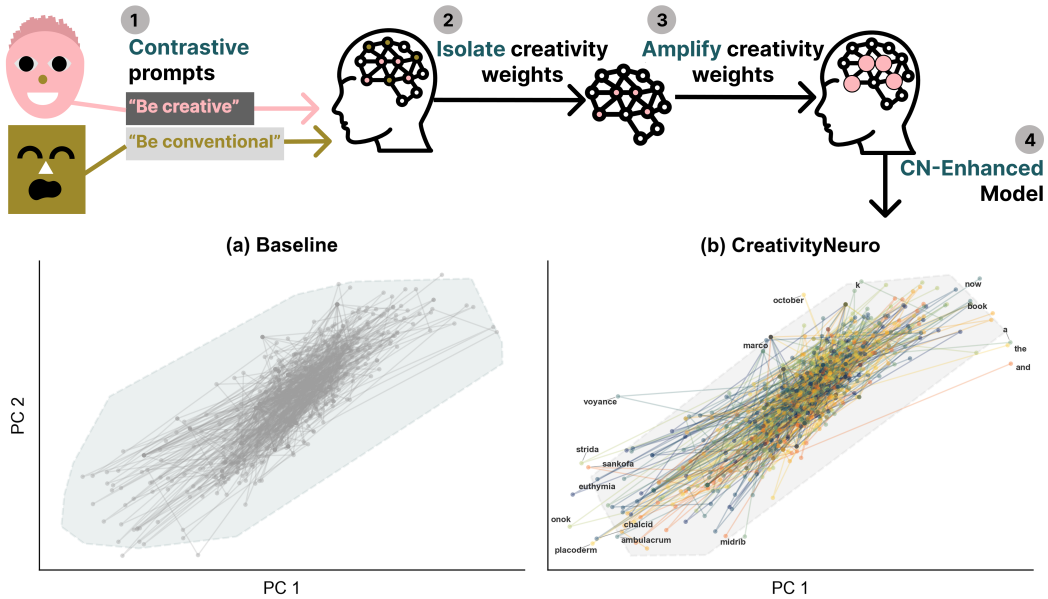 1
Contrastive
prompts
“Be creative”
“Be conventional”
2
Isolate creativity
weights
3
Amplify creativity
weights
4
CN-Enhanced
Model
(a) Baseline
PC 2
PC 1
(b) CreativityNeuro
k
now
october
book
a
marco
the
and
voyance
strida
sankofa
euthymia
onok
chalcid
ambulacrum
midrib
placoderm
PC 1